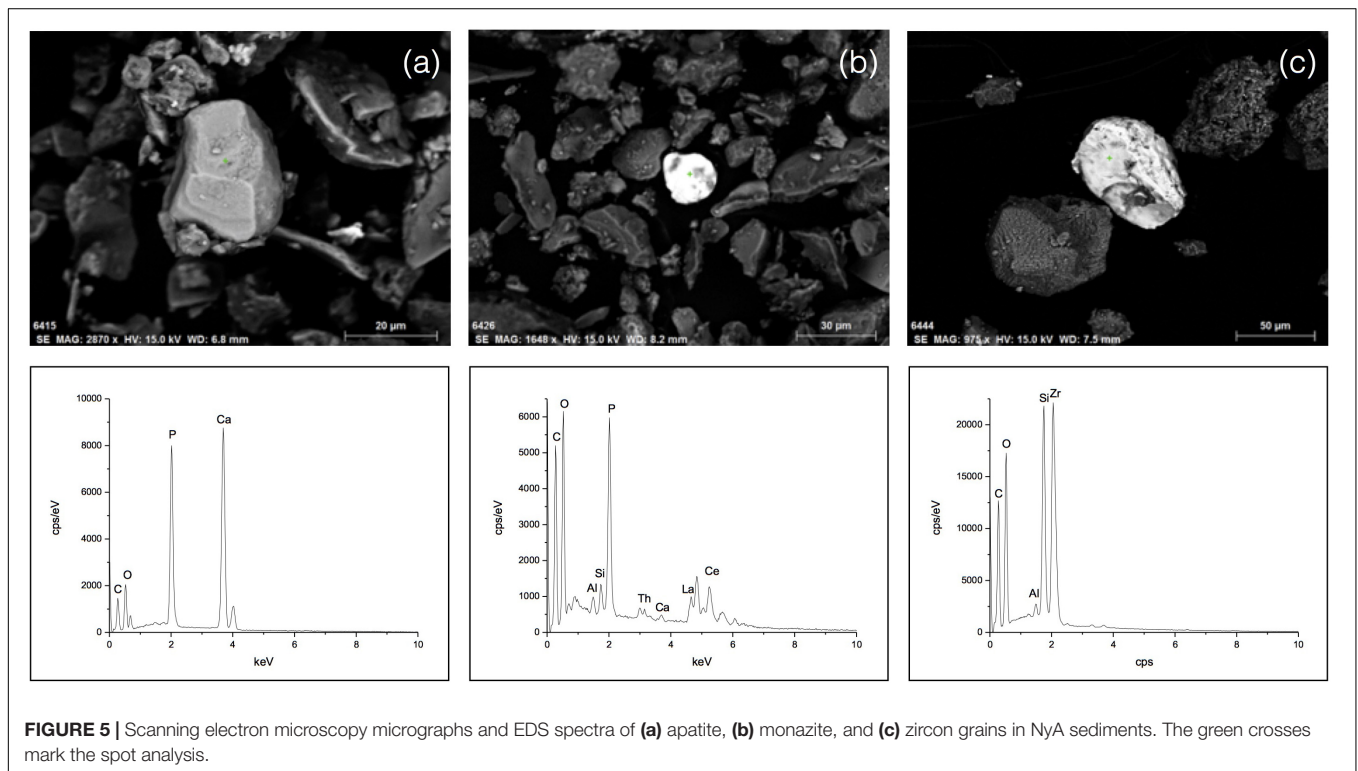 (a)
6415
SE MAG: 2870 x HV: 15.0 kV WD: 6.8 mm
20 µm
(b)
6426
SE MAG: 1648 x HV: 15.0 kV WD: 8.2 mm
30 µm
(c)
6444
SE MAG: 975 x HV: 15.0 kV WD: 7.5 mm
50 µm
10000
8000
6000
4000
2000
0
cps/eV
C
O
P
Ca
0 2 4 6 8 10
keV
6000
5000
4000
3000
2000
1000
0
cps/eV
C
O
Al
Si
P
Th
Ca
La
Ce
0 2 4 6 8 10
keV
20000
15000
10000
5000
0
cps/eV
C
O
Al
Si
Zr
0 2 4 6 8 10
cps
FIGURE 5 | Scanning electron microscopy micrographs and EDS spectra of (a) apatite, (b) monazite, and (c) zircon grains in NyA sediments. The green crosses
mark the spot analysis.